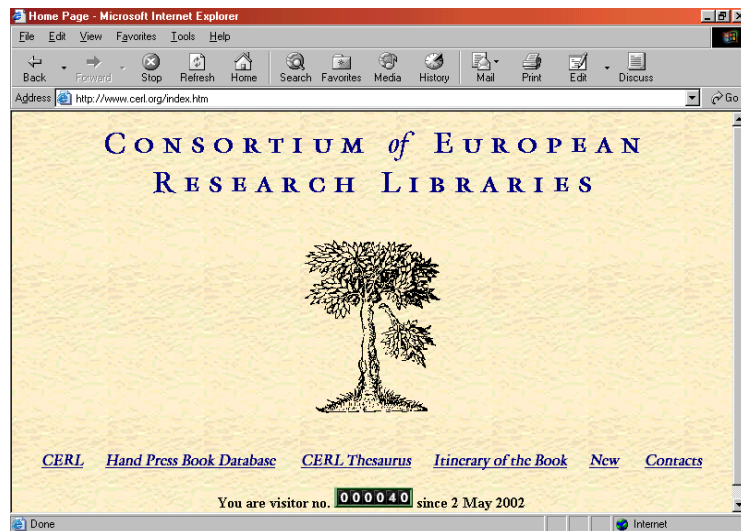 Home Page - Microsoft Internet Explorer
File Edit View Favorites Tools Help
Back Forward Stop Refresh Home Search Favorites Media History Mail Print Edit Discuss
Address http://www.cerl.org/index.htm Go
CONSORTIUM of EUROPEAN
RESEARCH LIBRARIES
CERL Hand Press Book Database CERL Thesaurus Itinerary of the Book New Contacts
You are visitor no. 000040 since 2 May 2002
Done Internet